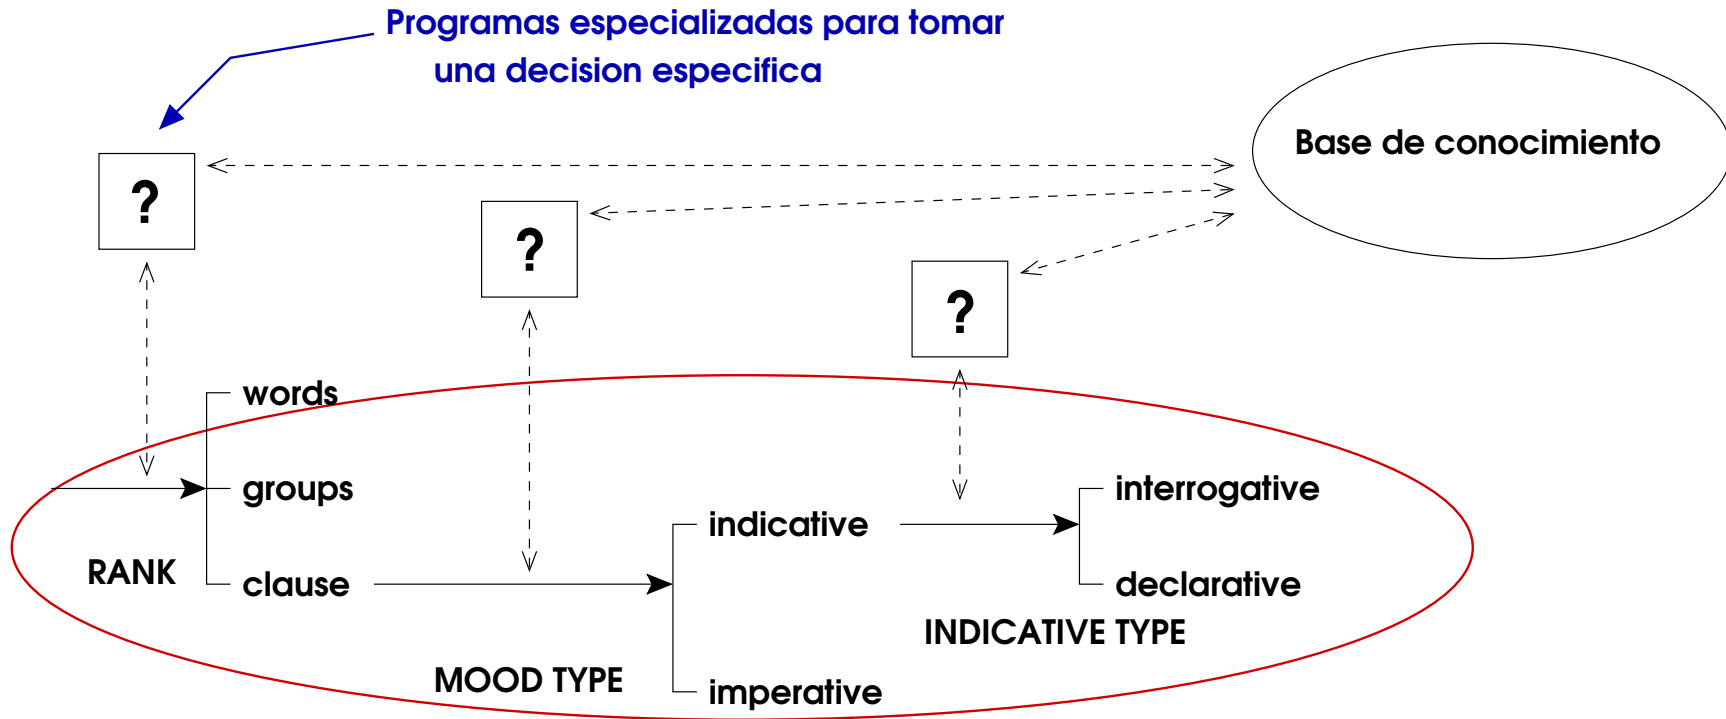 Programas especializadas para tomar
una decision especifica
Base de conocimiento
?
?
?
words
groups
interrogative
indicative
RANK
clause
declarative
INDICATIVE TYPE
MOOD TYPE
imperative